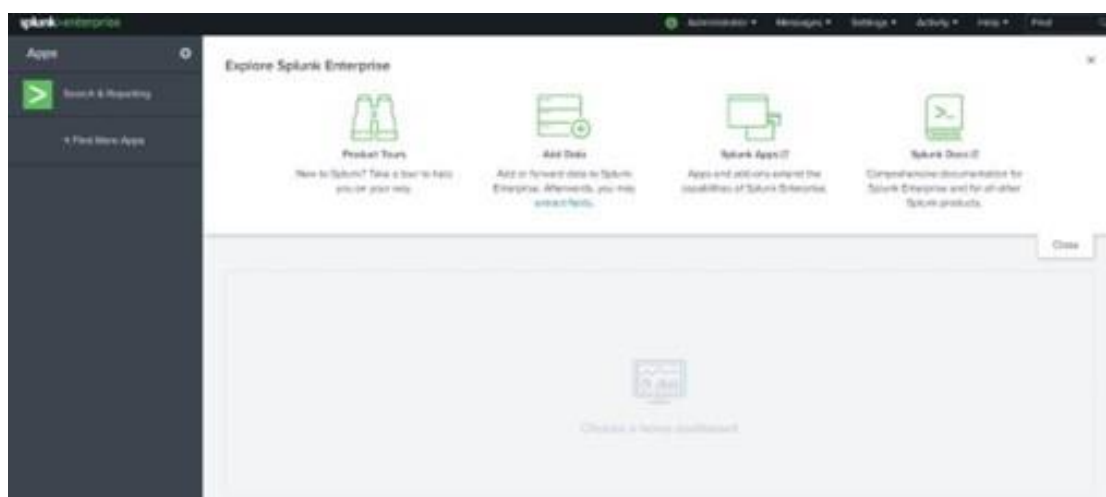 splunk>enterprise
Administrator
Messages
Settings
Activity
Help
Find
Apps
Search & Reporting
+ Find More Apps
Explore Splunk Enterprise
Product Tours
New to Splunk? Take a tour to help
you on your way.
Add Data
Add or forward data to Splunk
Enterprise. Afterwards, you may
extract fields.
Splunk Apps
Apps and add-ons extend the
capabilities of Splunk Enterprise.
Splunk Docs
Comprehensive documentation for
Splunk Enterprise and for all other
Splunk products.
Close
Choose a home dashboard